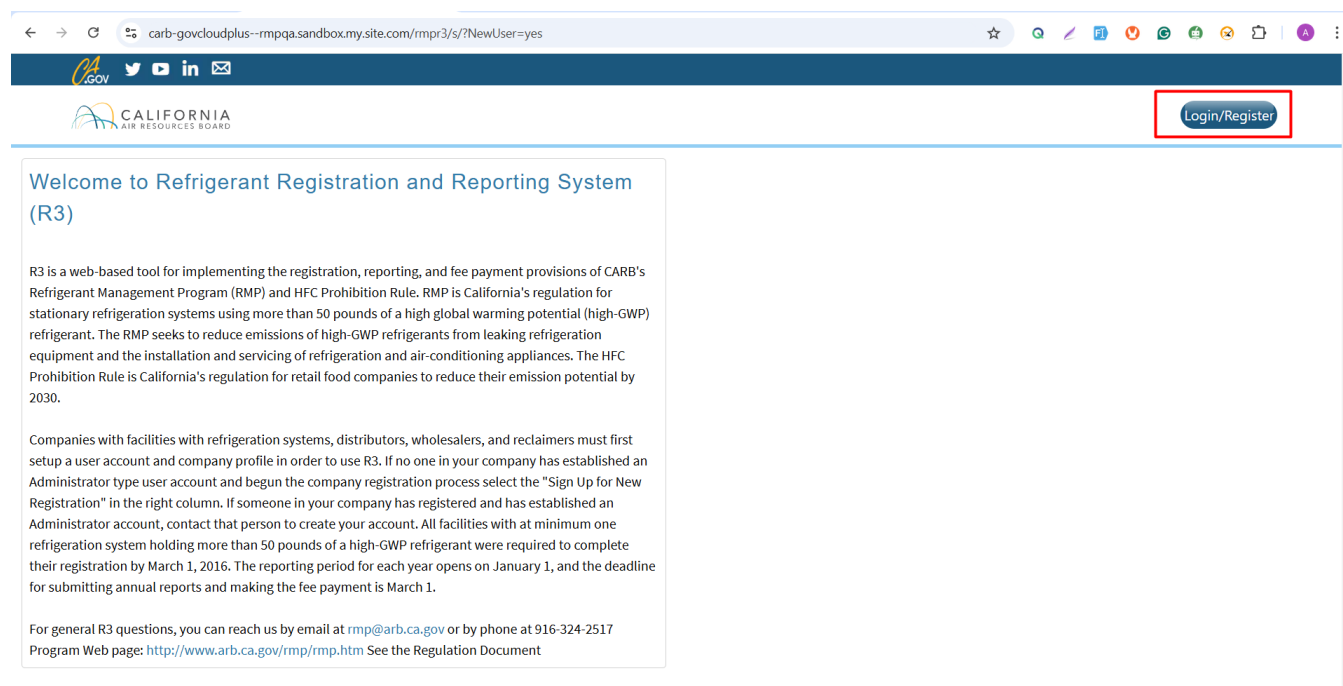 carb-govcloudplus--rmpqa.sandbox.my.site.com/rmpr3/s/?NewUser=yes
A
CA
.GOV
CALIFORNIA
AIR RESOURCES BOARD
Login/Register
Welcome to Refrigerant Registration and Reporting System
(R3)
R3 is a web-based tool for implementing the registration, reporting, and fee payment provisions of CARB's
Refrigerant Management Program (RMP) and HFC Prohibition Rule. RMP is California's regulation for
stationary refrigeration systems using more than 50 pounds of a high global warming potential (high-GWP)
refrigerant. The RMP seeks to reduce emissions of high-GWP refrigerants from leaking refrigeration
equipment and the installation and servicing of refrigeration and air-conditioning appliances. The HFC
Prohibition Rule is California's regulation for retail food companies to reduce their emission potential by
2030.
Companies with facilities with refrigeration systems, distributors, wholesalers, and reclaimers must first
setup a user account and company profile in order to use R3. If no one in your company has established an
Administrator type user account and begun the company registration process select the "Sign Up for New
Registration" in the right column. If someone in your company has registered and has established an
Administrator account, contact that person to create your account. All facilities with at minimum one
refrigeration system holding more than 50 pounds of a high-GWP refrigerant were required to complete
their registration by March 1, 2016. The reporting period for each year opens on January 1, and the deadline
for submitting annual reports and making the fee payment is March 1.
For general R3 questions, you can reach us by email at rmp@arb.ca.gov or by phone at 916-324-2517
Program Web page: http://www.arb.ca.gov/rmp/rmp.htm See the Regulation Document